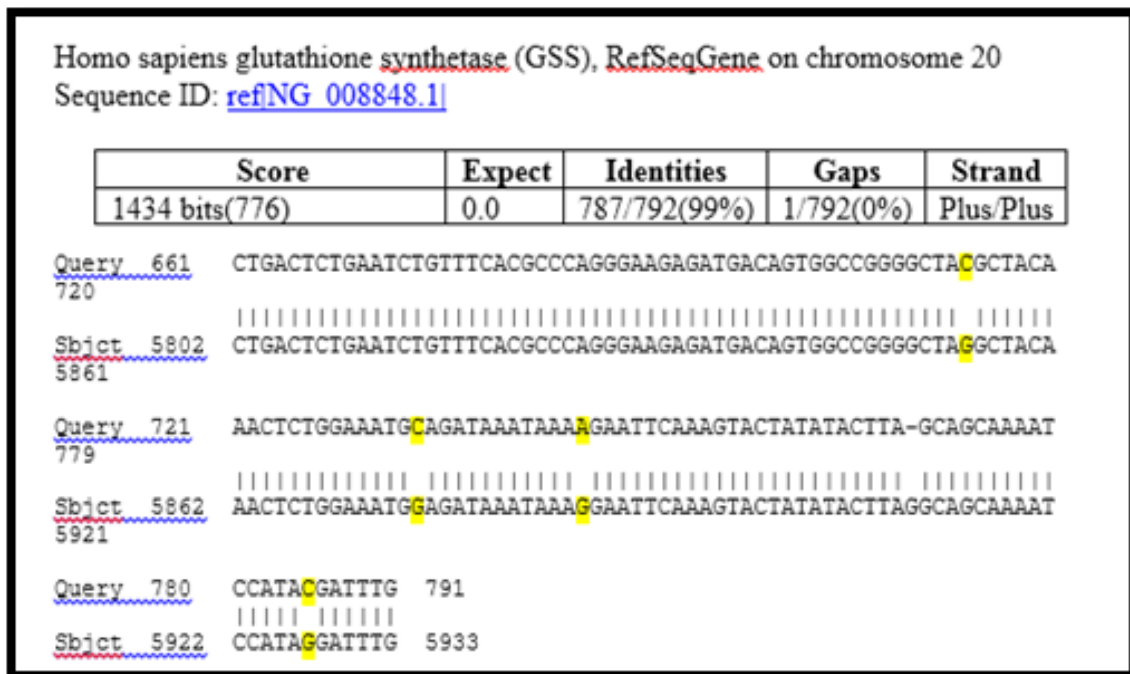 Homo sapiens glutathione synthetase (GSS), RefSeqGene on chromosome 20
Sequence ID: ref|NG_008848.1|
Score Expect Identities Gaps Strand
1434 bits(776) 0.0 787/792(99%) 1/792(0%) Plus/Plus
Query 661 CTGACTCTGAATCTGTTTCACGCCCAGGGAAGAGATGACAGTGGCCGGGGCTACGCTACA
720
|||||||||||||||||||||||||||||||||||||||||||||||||||||| ||||||
Sbjct 5802 CTGACTCTGAATCTGTTTCACGCCCAGGGAAGAGATGACAGTGGCCGGGGCTAGGCTACA
5861
Query 721 AACTCTGGAAATGCAGATAAATAAAAGAATTCAAAGTACTATATACTTA-GCAGCAAAAT
779
||||||||||||| ||||||||||| ||||||||||||||||||||||| ||||||||||
Sbjct 5862 AACTCTGGAAATGGAGATAAATAAAGGAATTCAAAGTACTATATACTTAGGCAGCAAAAT
5921
Query 780 CCATACGATTTG 791
||||| ||||||
Sbjct 5922 CCATAGGATTTG 5933